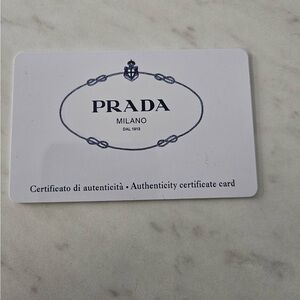 PRADA
MILANO
DAL 1913
Certificato di autenticità • Authenticity certificate card